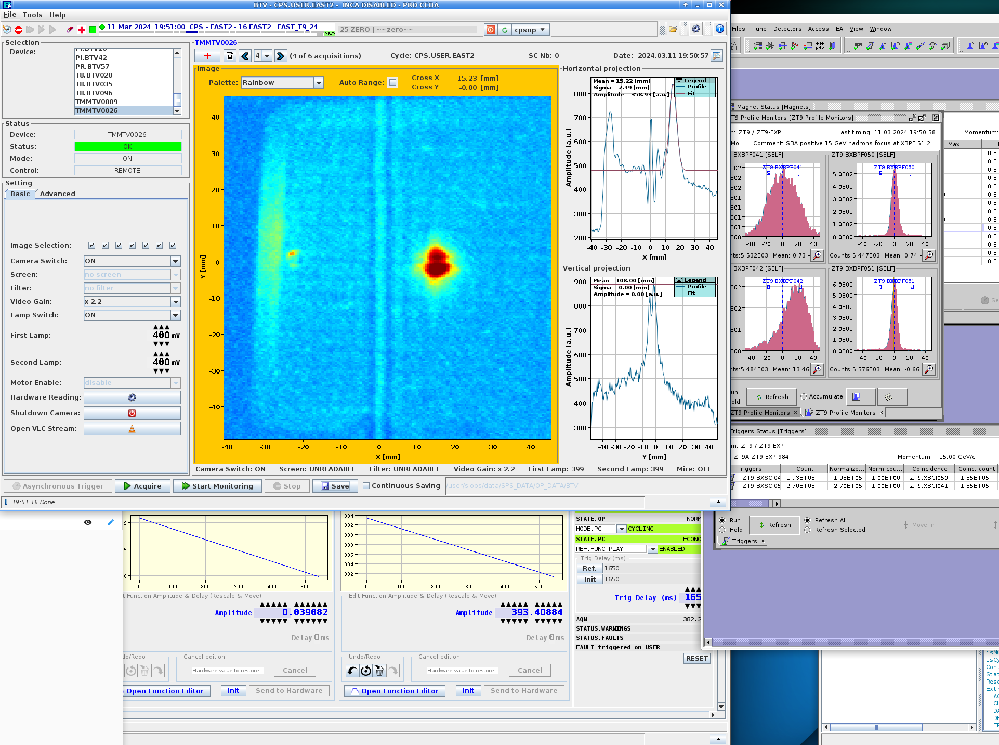 BTV - CPS.USER.EAST2 - INCA DISABLED - PRO CCDA
File Tools Help
11 Mar 2024 19:51:00 CPS - EAST2 - 16 EAST2 | EAST_T9_24
36/3
25 ZERO | ~~zero~~
cpsop
Selection
Device:
PI.BTV26
PI.BTV42
PR.BTV57
T8.BTV020
T8.BTV035
T8.BTV096
TMMTV0009
TMMTV0026
Status
Device: TMMTV0026
Status: OK
Mode: ON
Control: REMOTE
Setting
Basic Advanced
Image Selection:
Camera Switch: ON
Screen: no screen
Filter: no filter
Video Gain: x 2.2
Lamp Switch: ON
First Lamp: 400 mV
Second Lamp: 400 mV
Motor Enable: disable
Hardware Reading:
Shutdown Camera:
Open VLC Stream:
TMMTV0026
4 (4 of 6 acquisitions) Cycle: CPS.USER.EAST2 SC Nb: 0 Date: 2024.03.11 19:50:57
Image
Palette: Rainbow Auto Range:
Cross X = 15.23 [mm]
Cross Y = -0.00 [mm]
40
30
20
10
0
-10
-20
-30
-40
Y [mm]
-40 -30 -20 -10 0 10 20 30 40
X [mm]
Horizontal projection
Mean = 15.22 [mm]
Sigma = 2.49 [mm]
Amplitude = 358.93 [a.u.]
Legend
Profile
Fit
800
700
600
500
400
300
200
Amplitude [a.u.]
-40 -30 -20 -10 0 10 20 30 40
X [mm]
Vertical projection
Mean = 108.00 [mm]
Sigma = 0.00 [mm]
Amplitude = 0.00 [a.u.]
Legend
Profile
Fit
900
800
700
600
500
400
300
Amplitude [a.u.]
-40 -30 -20 -10 0 10 20 30 40
Y [mm]
Camera Switch: ON Screen: UNREADABLE Filter: UNREADABLE Video Gain: x 2.2 First Lamp: 399 Second Lamp: 399 Mire: OFF
Asynchronous Trigger Acquire Start Monitoring Stop Save Continuous Saving /user/slops/data/SPS_DATA/OP_DATA/BTV
19:51:16 Done.
Files Tune Detectors Access EA View Window
Magnet Status [Magnets]
ZT9 Profile Monitors [ZT9 Profile Monitors]
m: ZT9 / ZT9-EXP Last timing: 11.03.2024 19:50:58
Mo... Comment: SBA positive 15 GeV hadrons focus at XBPF 51 2...
Momentum:
Max
0.5
0.5
0.5
0.5
0.5
0.5
0.5
0.5
0.5
0.5
0.5
0.5
0.5
0.5
.BXBPF041 [SELF]
ZT9.BXBPF041
S J
-40 -20 0 20 40
nts:5.532E03 Mean: 0.73 +
ZT9.BXBPF050 [SELF]
ZT9.BXBPF050
S J
5.0E02
4.0E02
3.0E02
2.0E02
1.0E02
0.0E00
-40 -20 0 20 40
Counts:5.447E03 Mean: 0.74 +
.BXBPF042 [SELF]
ZT9.BXBPF042
D U
-40 -20 0 20 40
nts:5.484E03 Mean: 13.46
ZT9.BXBPF051 [SELF]
ZT9.BXBPF051
D U
6.0E02
5.0E02
4.0E02
3.0E02
2.0E02
1.0E02
0.0E00
-40 -20 0 20 40
Counts:5.576E03 Mean: -0.66
un
old
Refresh Accumulate ... ...
ZT9 Profile Monitors × ZT9 Profile Monitors ×
Triggers Status [Triggers]
m: ZT9 / ZT9-EXP
ZT9A.ZT9-EXP.984 Momentum: +15.00 GeV/c
Triggers Count Normalize... Norm cou... Coincidence Coinc. count
ZT9.BXSCI04 1.93E+05 1.93E+05 1.00E+00 ZT9.XSCI050 1.35E+05
ZT9.BXSCI05 2.70E+05 2.70E+05 1.00E+00 ZT9.XSCI041 1.35E+05
Run
Hold
Refresh
Refresh All
Refresh Selected
Move In
Triggers ×
0 100 200 300 400 500
t Function Amplitude & Delay (Rescale & Move)
Amplitude 0.039082
Delay 0 ms
do/Redo
Cancel edition
Hardware value to restore: Cancel
Open Function Editor Init Send to Hardware
394
392
390
388
386
384
382
0 100 200 300 400 500
Edit Function Amplitude & Delay (Rescale & Move)
Amplitude 393.40884
Delay 0 ms
Undo/Redo
Cancel edition
Hardware value to restore: Cancel
Open Function Editor Init Send to Hardware
STATE.OP NORM
MODE.PC CYCLING
STATE.PC ECONO
REF.FUNC.PLAY ENABLED
Trig Delay (ms)
Ref. 1650
Init 1650
Trig Delay (ms) 165
AQN 382.2
STATUS.WARNINGS
STATUS.FAULTS
FAULT triggered on USER
RESET
isMu
isCy
Cont
Stat
Rese
Extr
AC
CL
DA
DE
FF